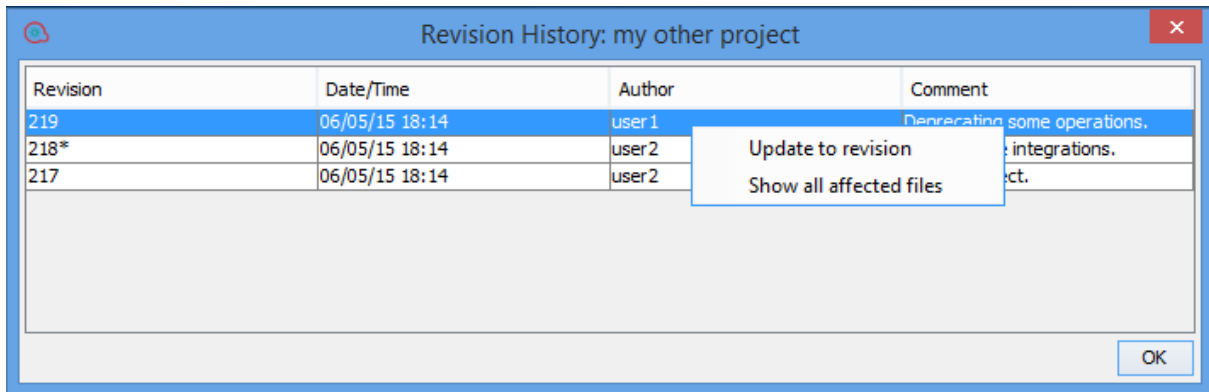 Revision History: my other project
Revision Date/Time Author Comment
219 06/05/15 18:14 user1 Deprecating some operations.
218* 06/05/15 18:14 user2 integrations.
217 06/05/15 18:14 user2
Update to revision
Show all affected files
OK